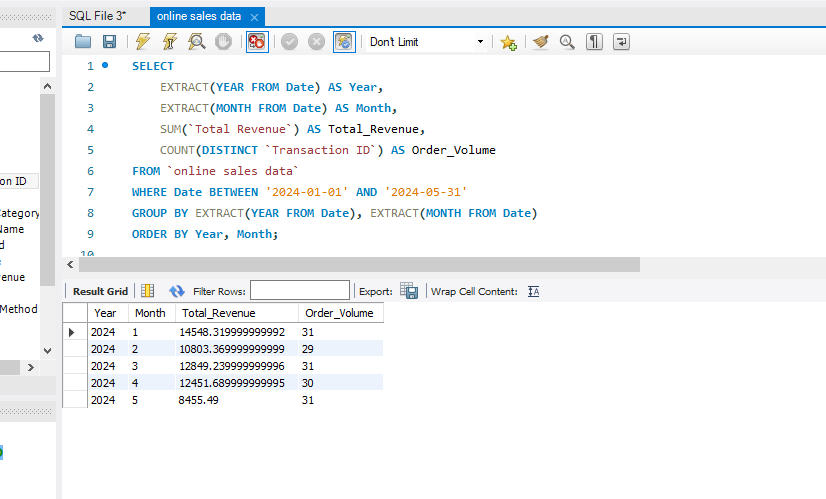 SQL File 3*
online sales data
Don't Limit
1 SELECT
2 EXTRACT(YEAR FROM Date) AS Year,
3 EXTRACT(MONTH FROM Date) AS Month,
4 SUM(`Total Revenue`) AS Total_Revenue,
5 COUNT(DISTINCT `Transaction ID`) AS Order_Volume
6 FROM `online sales data`
7 WHERE Date BETWEEN '2024-01-01' AND '2024-05-31'
8 GROUP BY EXTRACT(YEAR FROM Date), EXTRACT(MONTH FROM Date)
9 ORDER BY Year, Month;
10
on ID
Category
Name
d
enue
Method
Result Grid Filter Rows: Export: Wrap Cell Content:
Year Month Total_Revenue Order_Volume
2024 1 14548.319999999992 31
2024 2 10803.369999999999 29
2024 3 12849.239999999996 31
2024 4 12451.689999999995 30
2024 5 8455.49 31